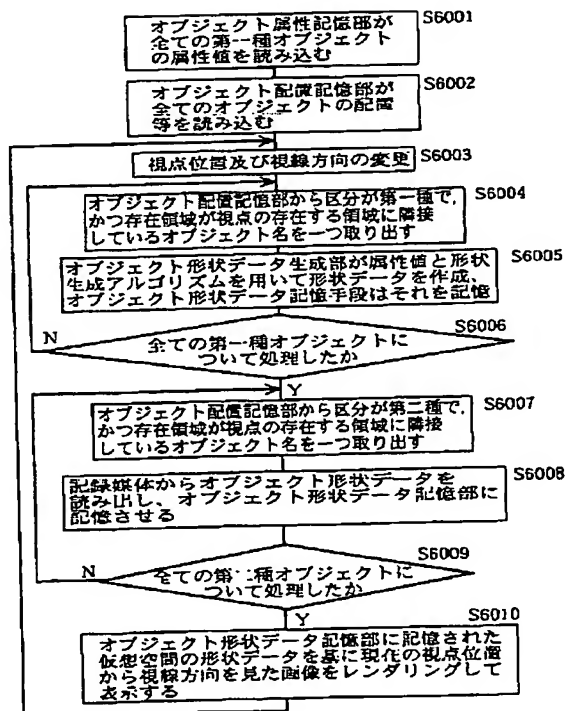 オブジェクト属性記憶部が
全ての第一種オブジェクト
の属性値を読み込む
S6001
オブジェクト配置記憶部が
全てのオブジェクトの配置
等を読み込む
S6002
視点位置及び視線方向の変更
S6003
オブジェクト配置記憶部から区分が第一種で、
かつ存在領域が視点の存在する領域に隣接
しているオブジェクト名を一つ取り出す
S6004
オブジェクト形状データ生成部が属性値と形状
生成アルゴリズムを用いて形状データを作成、
オブジェクト形状データ記憶手段はそれを記憶
S6005
全ての第一種オブジェクトに
ついて処理したか
S6006
N
Y
オブジェクト配置記憶部から区分が第二種で、
かつ存在領域が視点の存在する領域に隣接
しているオブジェクト名を一つ取り出す
S6007
記録媒体からオブジェクト形状データを
読み出し、オブジェクト形状データ記憶部に
記憶させる
S6008
全ての第二種オブジェクトに
ついて処理したか
S6009
N
Y
オブジェクト形状データ記憶部に記憶された
仮想空間の形状データを基に現在の視点位置
から視線方向を見た画像をレンダリングして
表示する
S6010